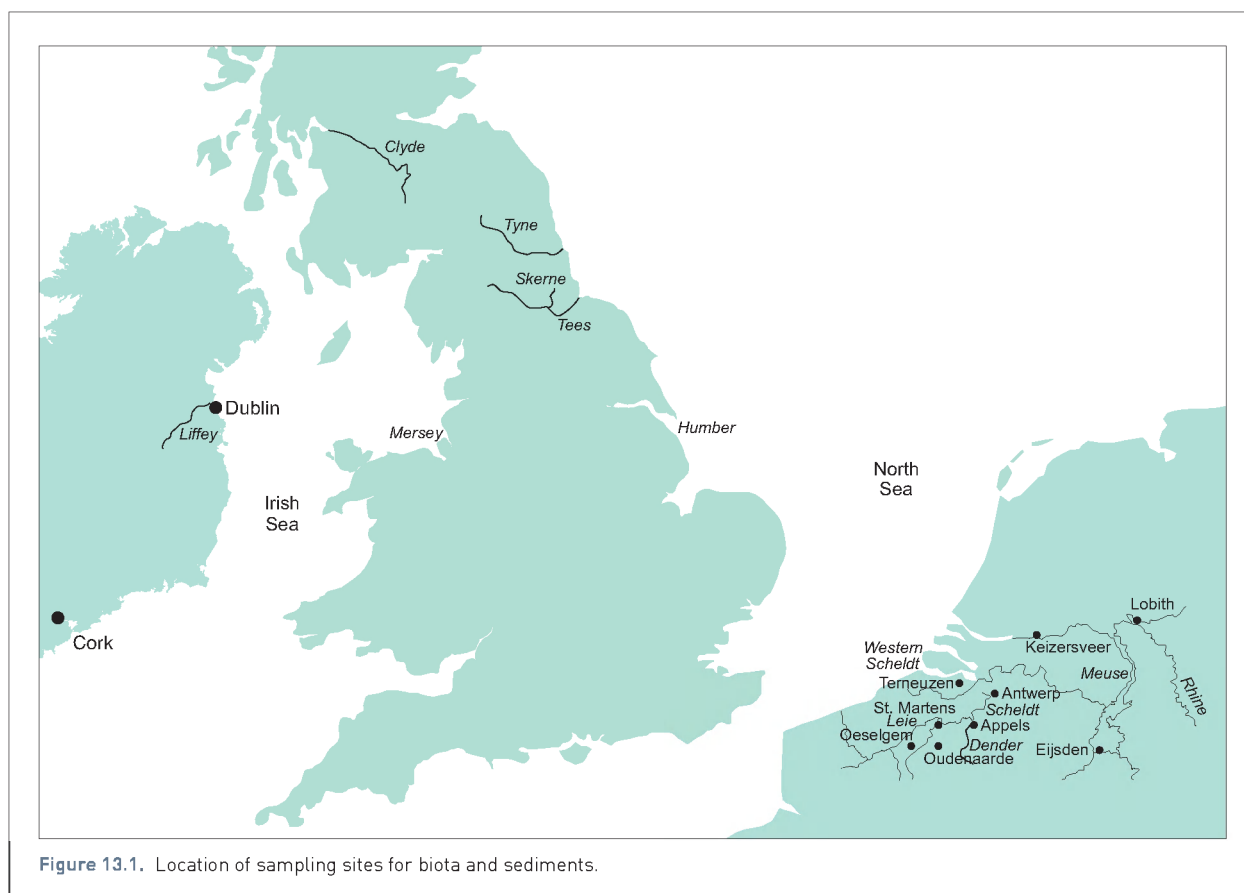 Clyde
Tyne
Skerne
Tees
Dublin
Liffey
Mersey
Humber
Irish
Sea
North
Sea
Cork
Lobith
Keizersveer
Western
Scheldt
Meuse
Rhine
Terneuzen
Antwerp
St. Martens
Scheldt
Leie
Appels
Oeselgem
Dender
Oudenaarde
Eijsden
Figure 13.1. Location of sampling sites for biota and sediments.